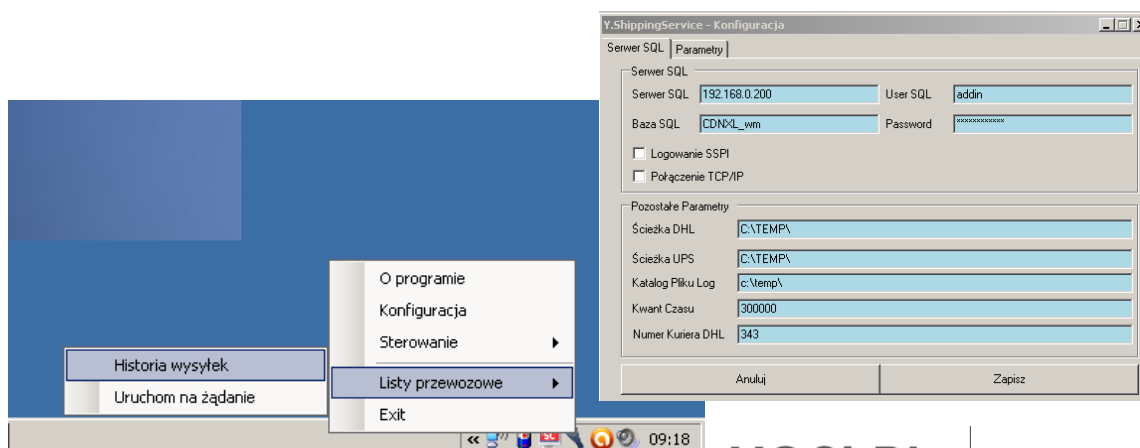 Y.ShippingService - Konfiguracja
Serwer SQL Parametry
Serwer SQL
Serwer SQL 192.168.0.200 User SQL addin
Baza SQL CDNXL_wm Password xxxxxxxxxxx
Logowanie SSPI
Połączenie TCP/IP
Pozostałe Parametry
Ścieżka DHL C:\TEMP\
Ścieżka UPS C:\TEMP\
Katalog Pliku Log c:\temp\
Kwant Czasu 300000
Numer Kuriera DHL 343
Anuluj Zapisz
O programie
Konfiguracja
Sterowanie
Listy przewozowe
Exit
Historia wysyłek
Uruchom na żądanie
09:18